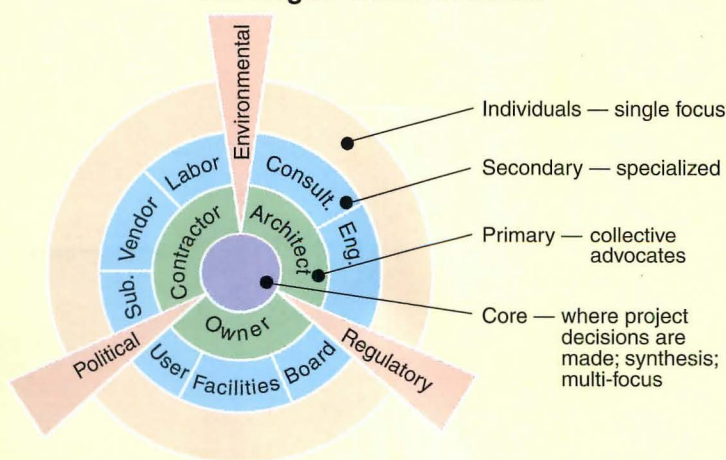 Environmental
Labor
Consult.
Vendor
Contractor
Architect
Eng.
Sub.
Owner
Political
Regulatory
User
Facilities
Board
Individuals — single focus
Secondary — specialized
Primary — collective
advocates
Core — where project
decisions are
made; synthesis;
multi-focus